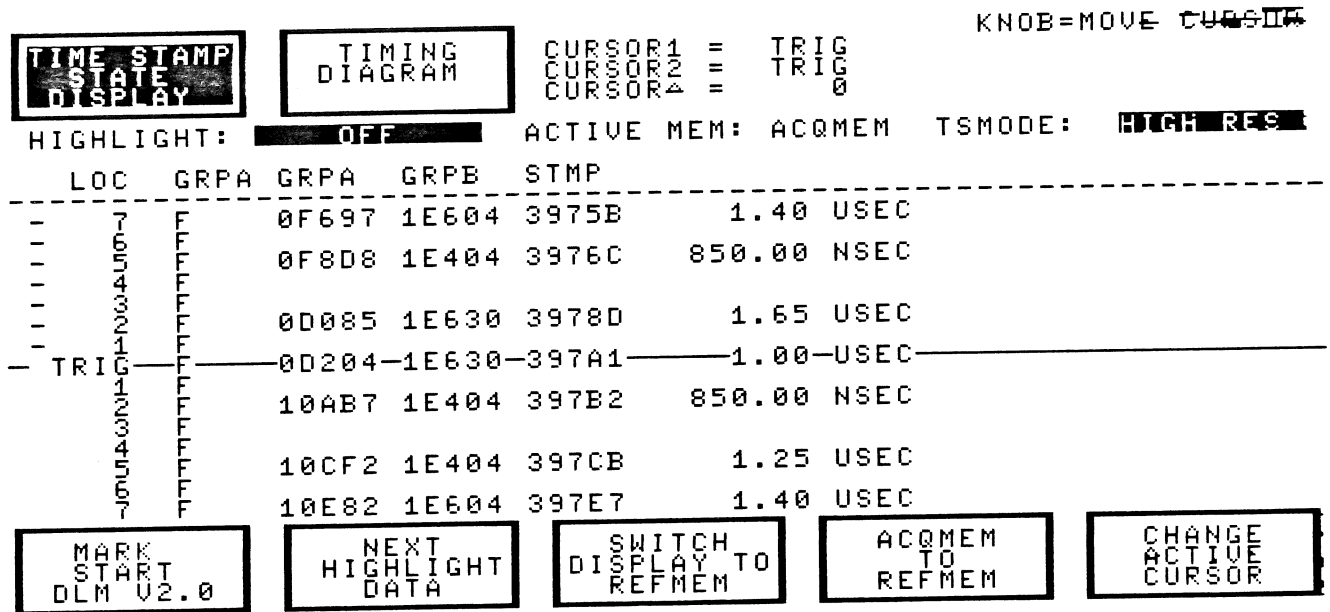 KNOB=MOVE CURSOR
TIME STAMP
STATE
DISPLAY
TIMING
DIAGRAM
CURSOR1 = TRIG
CURSOR2 = TRIG
CURSOR△ = 0
HIGHLIGHT: OFF ACTIVE MEM: ACQMEM TSMODE: HIGH RES
LOC GRPA GRPA GRPB STMP
- 7 F 0F697 1E604 3975B 1.40 USEC
- 6 F
- 5 F 0F8D8 1E404 3976C 850.00 NSEC
- 4 F
- 3 F
- 2 F 0D085 1E630 3978D 1.65 USEC
- 1 F
TRIG F 0D204 1E630 397A1 1.00 USEC
1 F
2 F 10AB7 1E404 397B2 850.00 NSEC
3 F
4 F
5 F 10CF2 1E404 397CB 1.25 USEC
6 F
7 F 10E82 1E604 397E7 1.40 USEC
MARK
START
DLM V2.0
NEXT
HIGHLIGHT
DATA
SWITCH
DISPLAY TO
REFMEM
ACQMEM
TO
REFMEM
CHANGE
ACTIVE
CURSOR